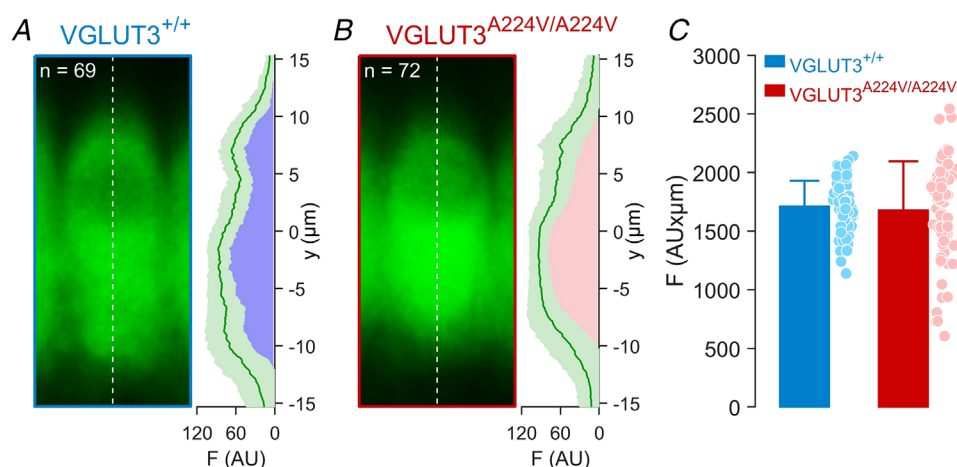 A VGLUT3+/+
n = 69
15
10
5
0
-5
-10
-15
y (µm)
120 60 0
F (AU)
B VGLUT3A224V/A224V
n = 72
15
10
5
0
-5
-10
-15
y (µm)
120 60 0
F (AU)
C
3000
2500
2000
1500
1000
500
0
F (AUxµm)
VGLUT3+/+
VGLUT3A224V/A224V